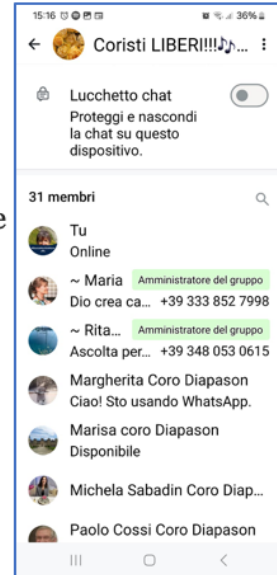 15:16 36%
Coristi LIBERI!!!🎶...
Lucchetto chat
Proteggi e nascondi
la chat su questo
dispositivo.
31 membri
e
Tu
Online
~ Maria Amministratore del gruppo
Dio crea ca... +39 333 852 7998
~ Rita... Amministratore del gruppo
Ascolta per... +39 348 053 0615
Margherita Coro Diapason
Ciao! Sto usando WhatsApp.
Marisa coro Diapason
Disponibile
Michela Sabadin Coro Diap...
Paolo Cossi Coro Diapason